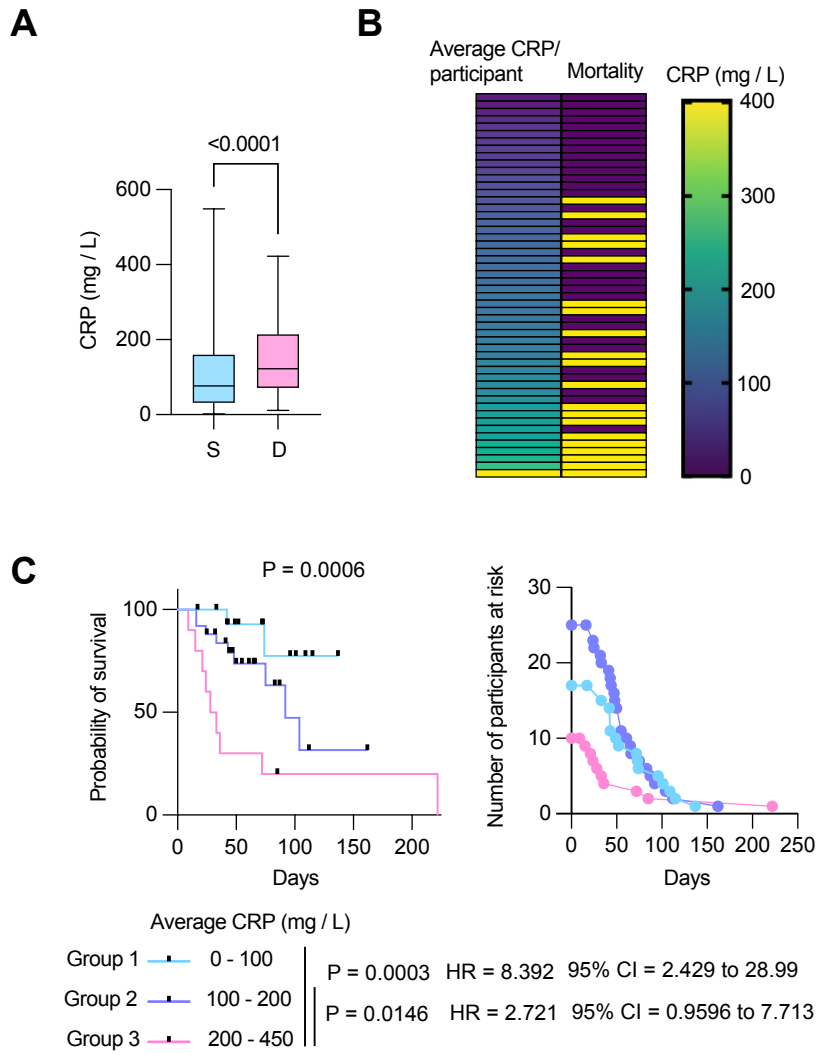 A
<0.0001
600
400
200
0
CRP (mg / L)
S
D
B
Average CRP/
participant
Mortality
CRP (mg / L)
400
300
200
100
0
C
P = 0.0006
100
50
0
Probability of survival
0 50 100 150 200
Days
30
20
10
0
Number of participants at risk
0 50 100 150 200 250
Days
Average CRP (mg / L)
Group 1 0 - 100
P = 0.0003 HR = 8.392 95% CI = 2.429 to 28.99
Group 2 100 - 200
P = 0.0146 HR = 2.721 95% CI = 0.9596 to 7.713
Group 3 200 - 450